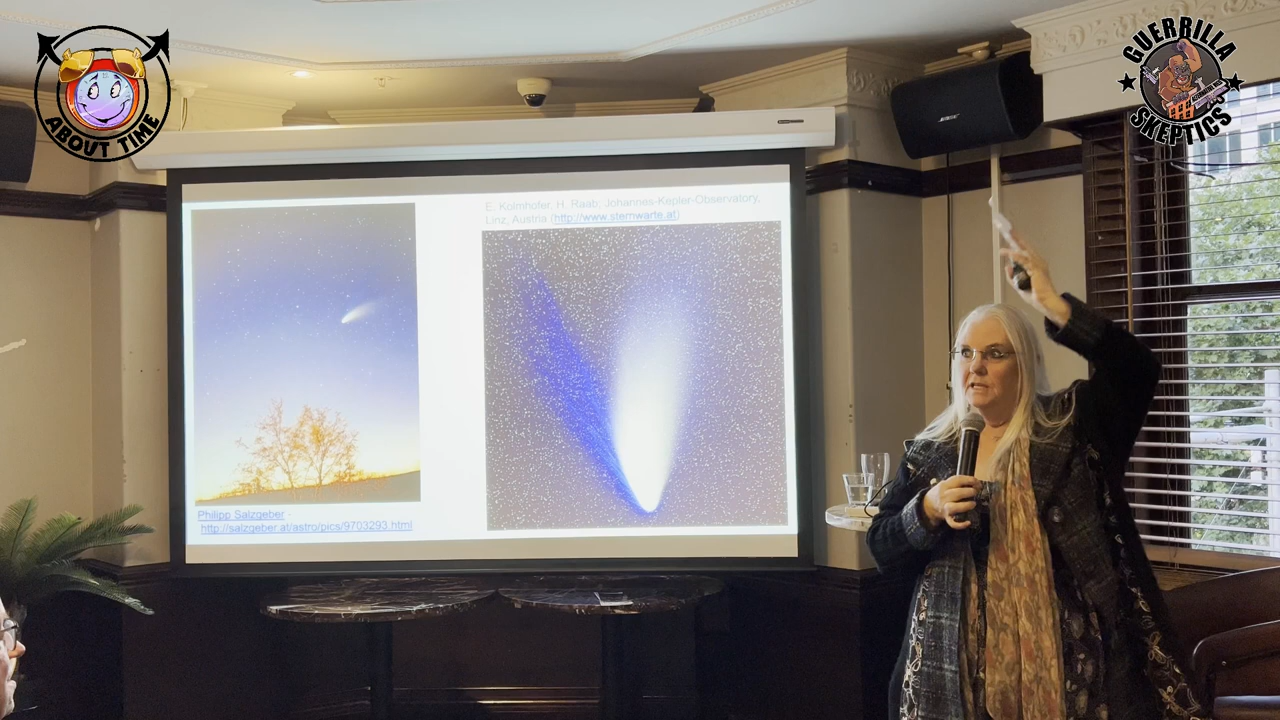 ABOUT TIME
GUERRILLA
SKEPTICS
BOSE
E. Kolmhofer, H. Raab; Johannes-Kepler-Observatory,
Linz, Austria (http://www.sternwarte.at)
Philipp Salzgeber -
http://salzgeber.at/astro/pics/9703293.html